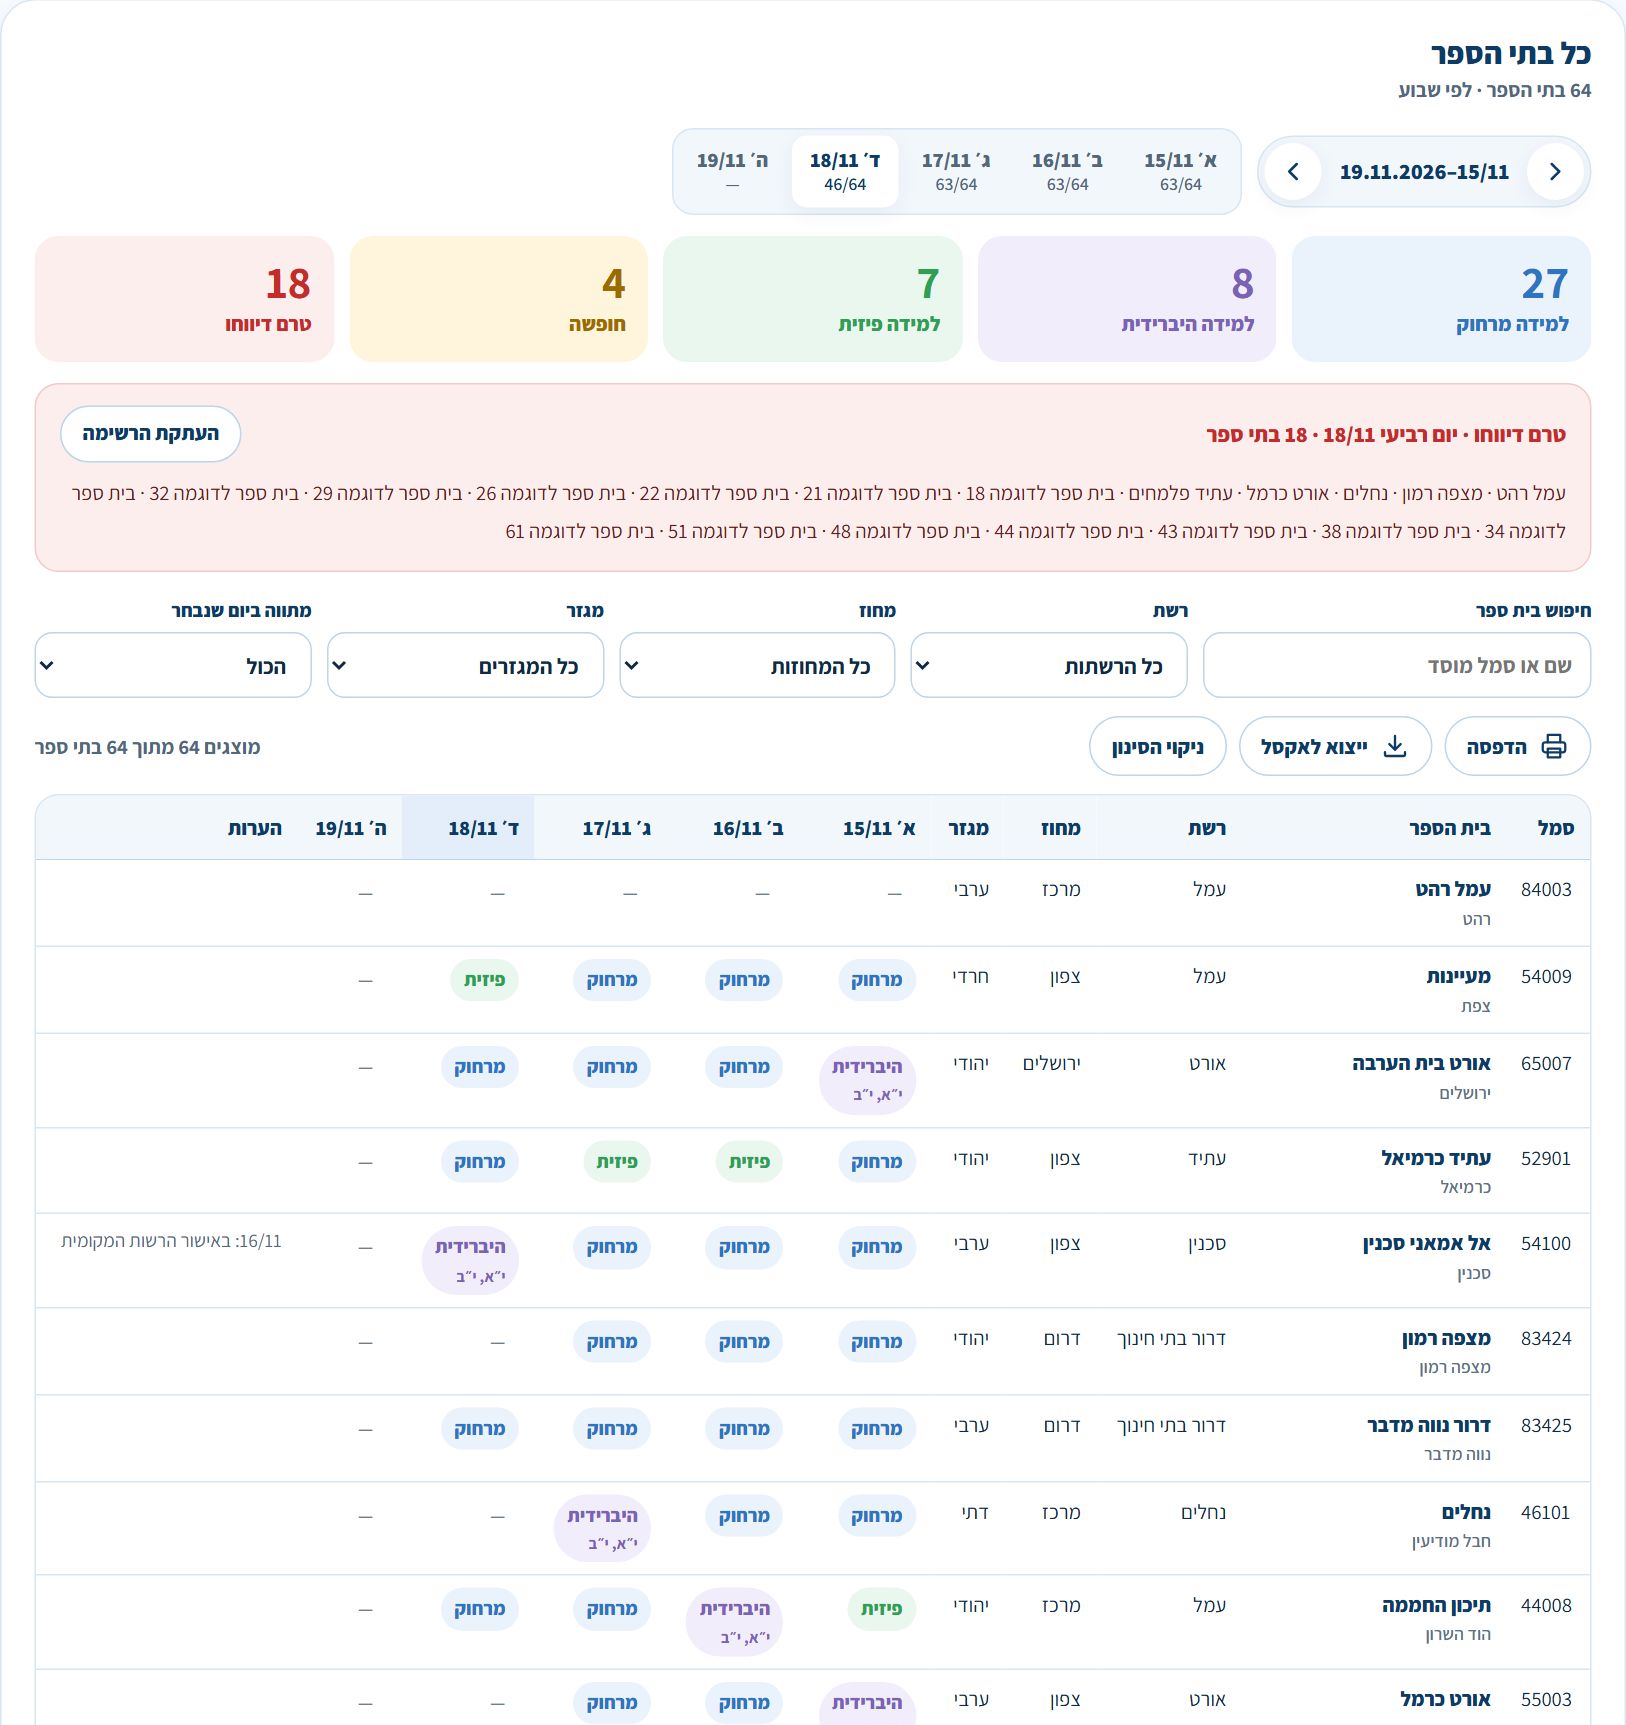 כל בתי הספר
64 בתי הספר · לפי שבוע
15/11–19.11.2026
א׳ 15/11 ב׳ 16/11 ג׳ 17/11 ד׳ 18/11 ה׳ 19/11
63/64 63/64 63/64 46/64 —
27 8 7 4 18
למידה מרחוק למידה היברידית למידה פיזית חופשה טרם דיווחו
טרם דיווחו · יום רביעי 18/11 · 18 בתי ספר
העתקת הרשימה
עמל רהט · מצפה רמון · נחלים · אורט כרמל · עתיד פלמחים · בית ספר לדוגמה 18 · בית ספר לדוגמה 21 · בית ספר לדוגמה 22 · בית ספר לדוגמה 26 · בית ספר לדוגמה 29 · בית ספר לדוגמה 32 · בית ספר
לדוגמה 34 · בית ספר לדוגמה 38 · בית ספר לדוגמה 43 · בית ספר לדוגמה 44 · בית ספר לדוגמה 48 · בית ספר לדוגמה 51 · בית ספר לדוגמה 61
חיפוש בית ספר רשת מחוז מגזר מתווה ביום שנבחר
שם או סמל מוסד כל הרשתות כל המחוזות כל המגזרים הכול
הדפסה ייצוא לאקסל ניקוי הסינון מוצגים 64 מתוך 64 בתי ספר
סמל בית הספר רשת מחוז מגזר א׳ 15/11 ב׳ 16/11 ג׳ 17/11 ד׳ 18/11 ה׳ 19/11 הערות
84003 עמל רהט עמל מרכז ערבי — — — — —
רהט
54009 מעיינות עמל צפון חרדי מרחוק מרחוק מרחוק פיזית —
צפת
65007 אורט בית הערבה אורט ירושלים יהודי היברידית מרחוק מרחוק מרחוק —
ירושלים י״א, י״ב
52901 עתיד כרמיאל עתיד צפון יהודי מרחוק פיזית פיזית מרחוק —
כרמיאל
54100 אל אמאני סכנין סכנין צפון ערבי מרחוק מרחוק מרחוק היברידית — 16/11: באישור הרשות המקומית
סכנין י״א, י״ב
83424 מצפה רמון דרור בתי חינוך דרום יהודי מרחוק מרחוק מרחוק — —
מצפה רמון
83425 דרור נווה מדבר דרור בתי חינוך דרום ערבי מרחוק מרחוק מרחוק מרחוק —
נווה מדבר
46101 נחלים נחלים מרכז דתי מרחוק מרחוק היברידית — —
חבל מודיעין י״א, י״ב
44008 תיכון החממה עמל מרכז יהודי פיזית היברידית מרחוק מרחוק —
הוד השרון י״א, י״ב
55003 אורט כרמל אורט צפון ערבי היברידית מרחוק מרחוק — —